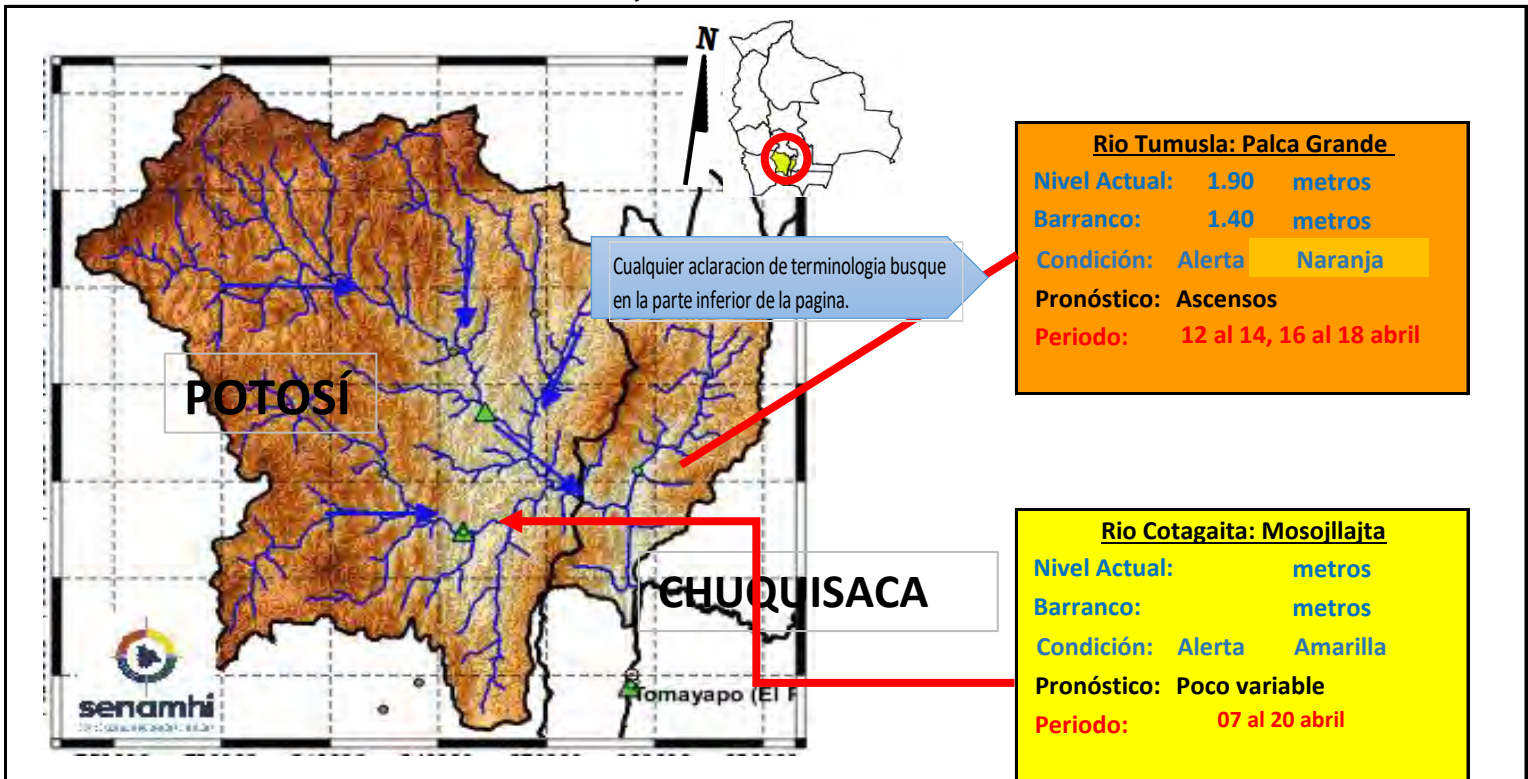 N
Rio Tumusla: Palca Grande
Nivel Actual: 1.90 metros
Barranco: 1.40 metros
Condición: Alerta Naranja
Pronóstico: Ascensos
Periodo: 12 al 14, 16 al 18 abril
Cualquier aclaracion de terminologia busque
en la parte inferior de la pagina.
POTOSÍ
CHUQUISACA
Rio Cotagaita: Mosojllajta
Nivel Actual: metros
Barranco: metros
Condición: Alerta Amarilla
Pronóstico: Poco variable
Periodo: 07 al 20 abril
Tomayapo (El
senamhi